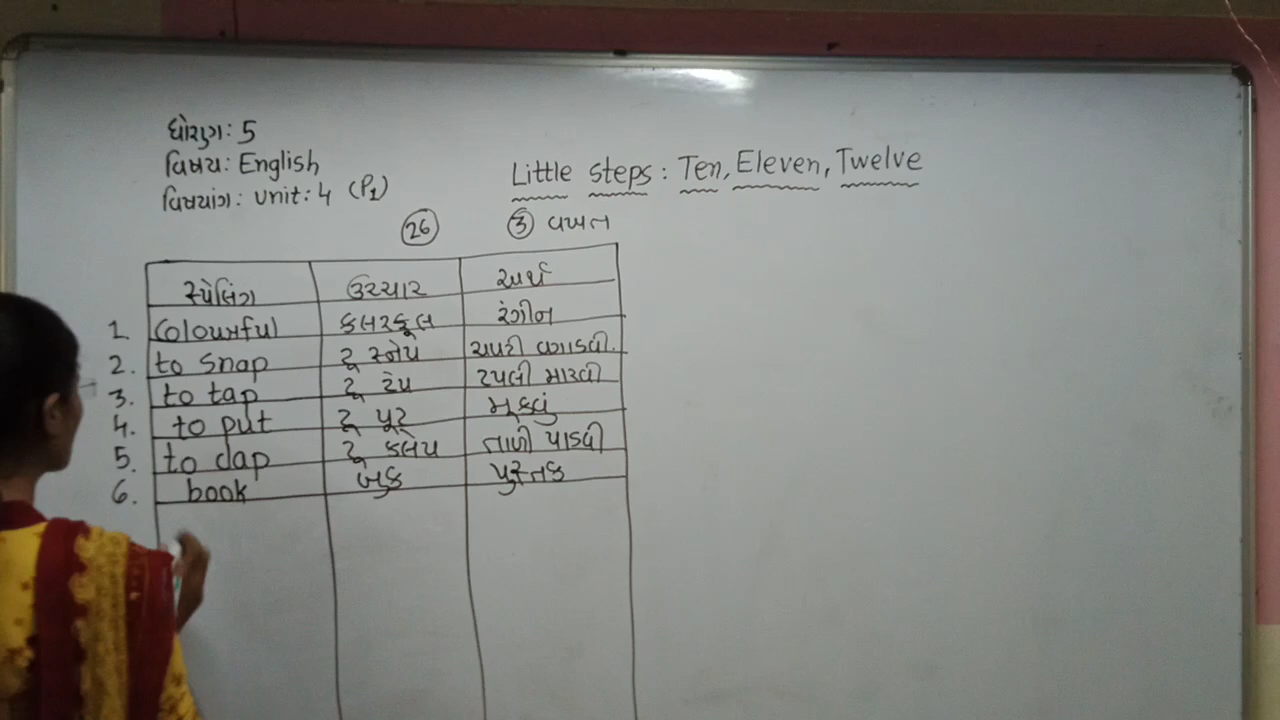 ધોરણ: 5
વિષય: English
વિષયાંગ: unit: 4 (P1)
Little steps: Ten, Eleven, Twelve
26
3 વખત
સ્પેલિંગ ઉચ્ચાર અર્થ
1. Colourful કલરફૂલ રંગીન
2. to snap ટૂ સ્નેપ ચપટી વગાડવી.
3. to tap ટૂ ટેપ ટપલી મારવી
4. to put ટૂ પૂટ મૂકવું
5. to clap ટૂ કલેપ તાળી પાડવી
6. book બુક પુસ્તક